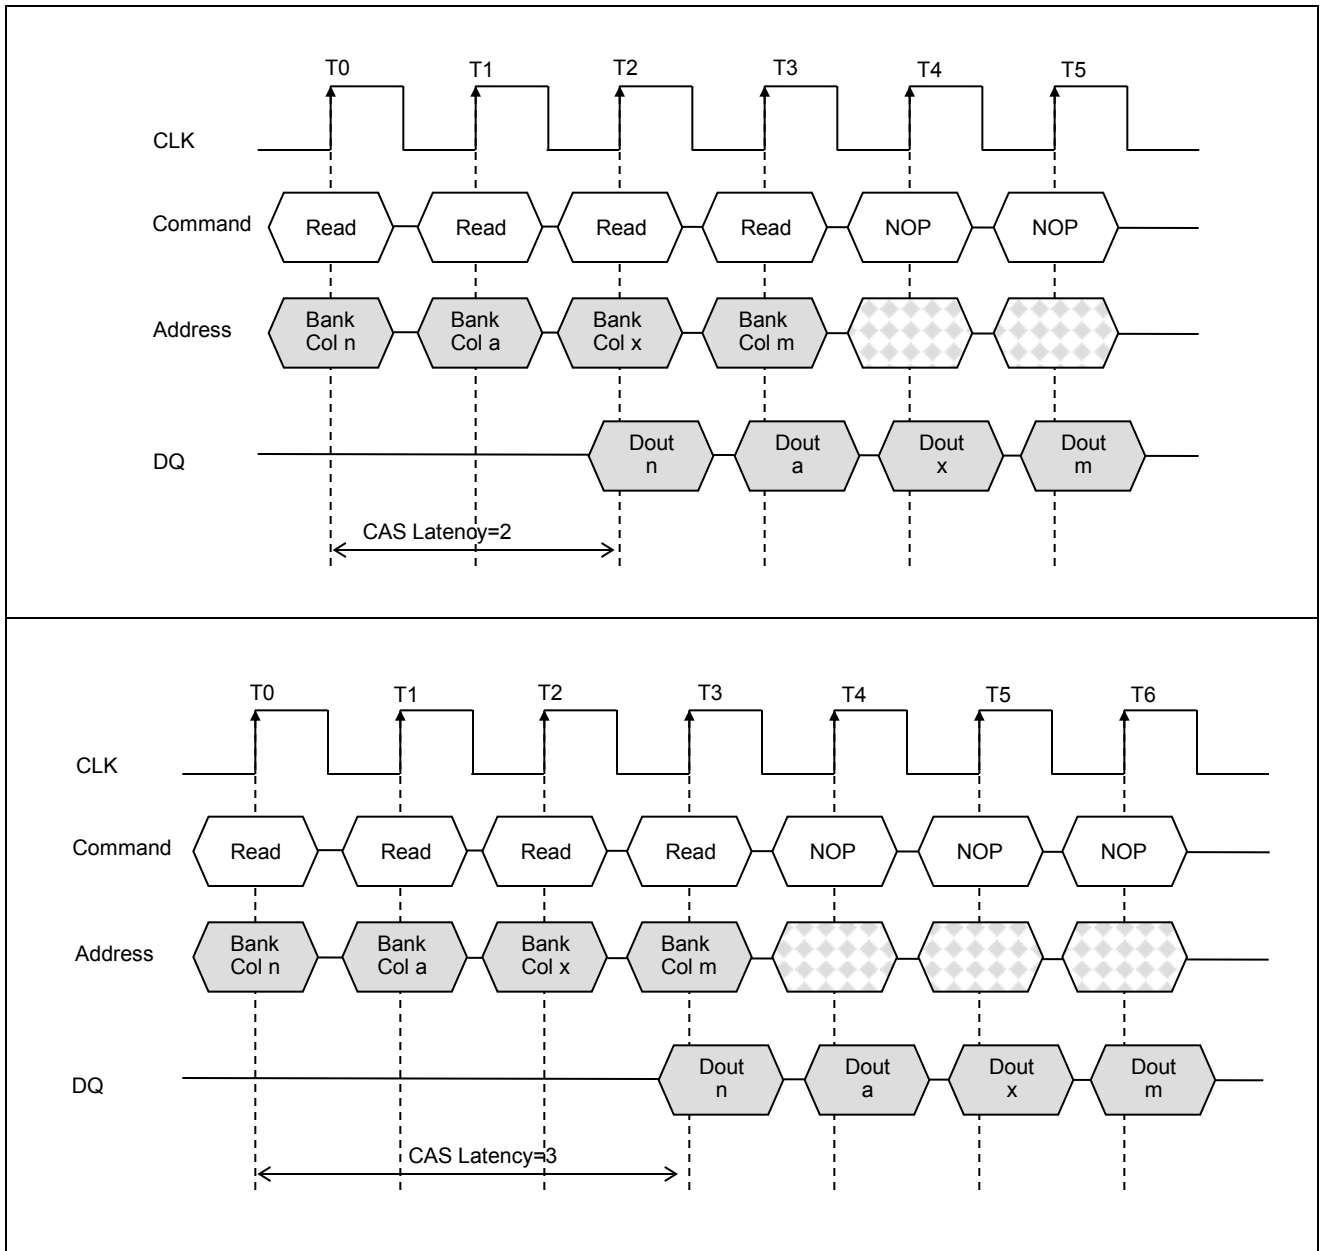 T0 T1 T2 T3 T4 T5
CLK
Command Read Read Read Read NOP NOP
Address Bank Bank Bank Bank
Col n Col a Col x Col m
DQ Dout Dout Dout Dout
n a x m
CAS Latency=2
T0 T1 T2 T3 T4 T5 T6
CLK
Command Read Read Read Read NOP NOP NOP
Address Bank Bank Bank Bank
Col n Col a Col x Col m
DQ Dout Dout Dout Dout
n a x m
CAS Latency=3